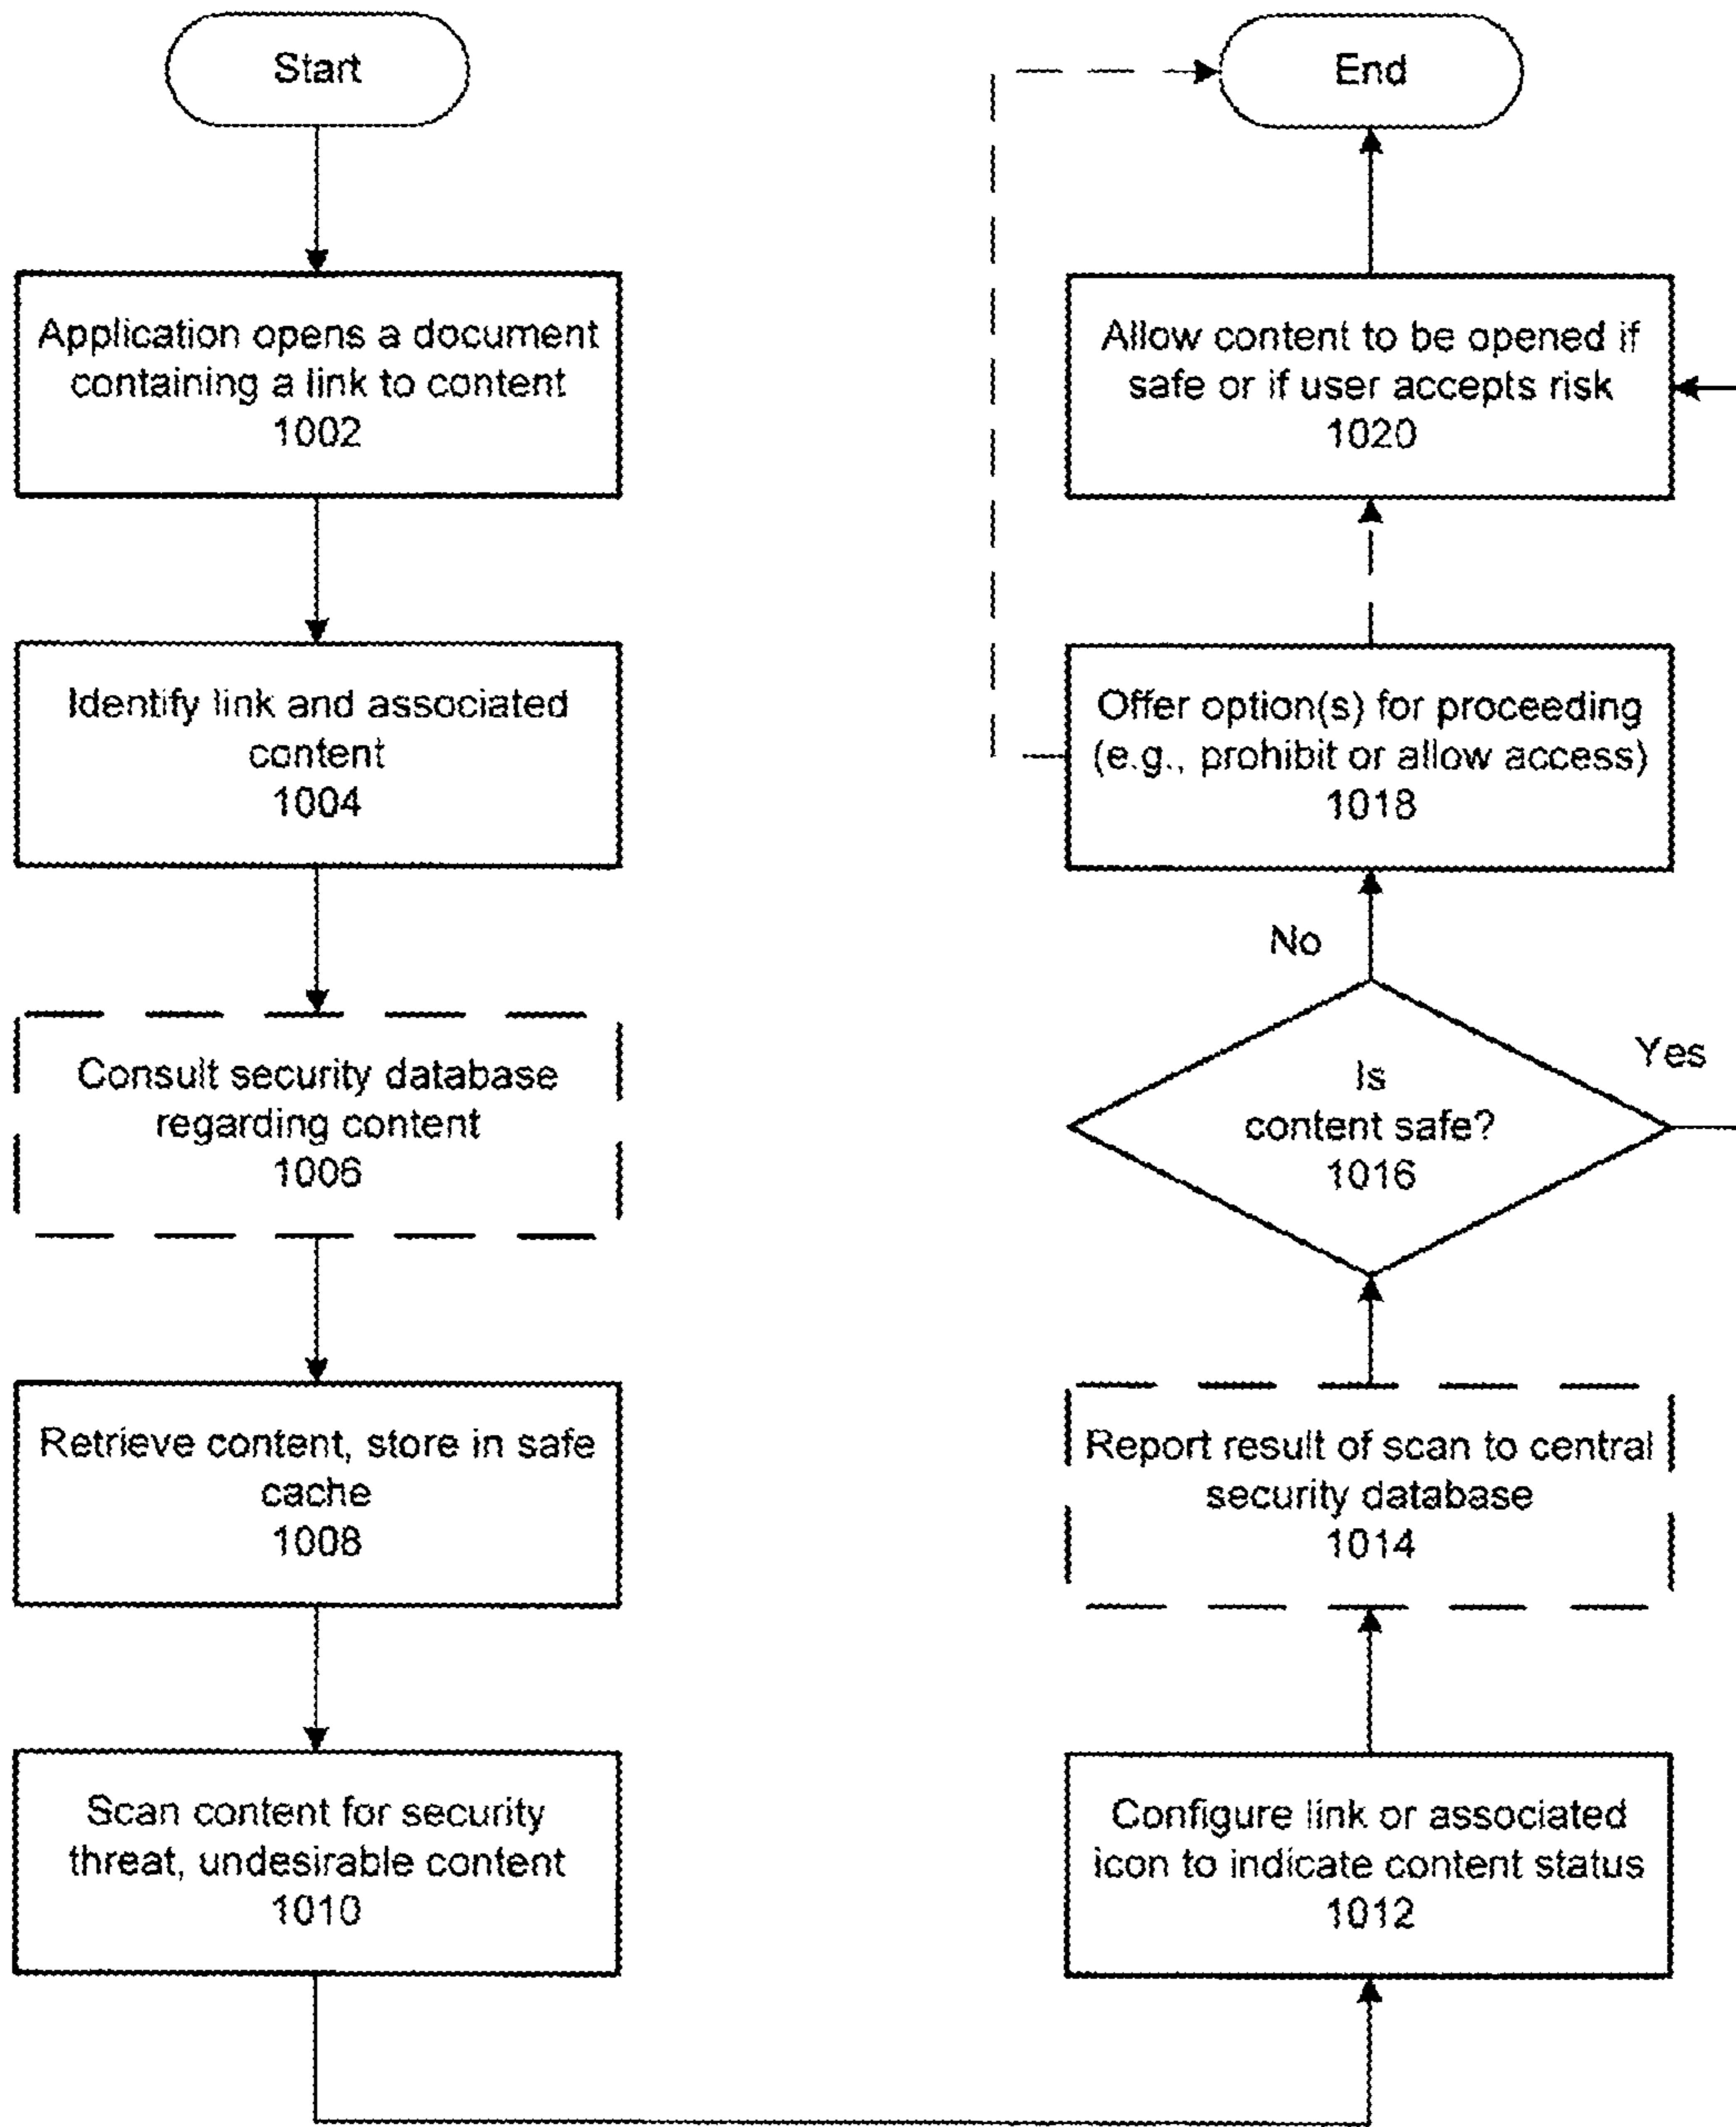 Start
Application opens a document
containing a link to content
1002
Identify link and associated
content
1004
Consult security database
regarding content
1006
Retrieve content, store in safe
cache
1008
Scan content for security
threat, undesirable content
1010
Configure link or associated
icon to indicate content status
1012
Report result of scan to central
security database
1014
Is
content safe?
1016
Yes
No
Offer option(s) for proceeding
(e.g., prohibit or allow access)
1018
Allow content to be opened if
safe or if user accepts risk
1020
End